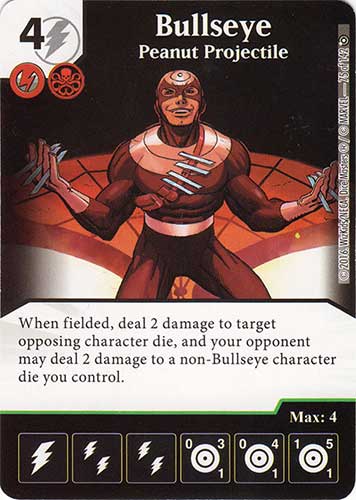 4
Bullseye
Peanut Projectile
When fielded, deal 2 damage to target
opposing character die, and your opponent
may deal 2 damage to a non-Bullseye character
die you control.
Max: 4
0 3 1
0 4 1
1 5 1